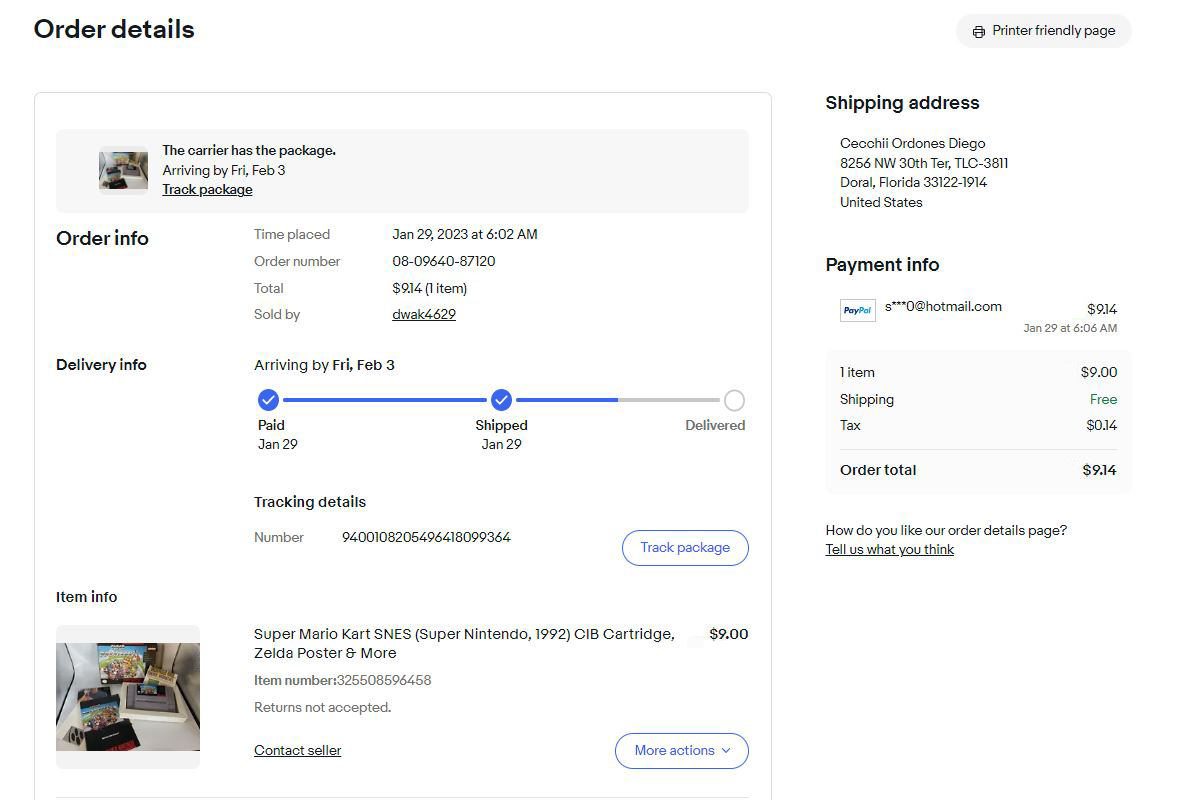 Order details
Printer friendly page
The carrier has the package.
Arriving by Fri, Feb 3
Track package
Order info
Time placed Jan 29, 2023 at 6:02 AM
Order number 08-09640-87120
Total $9.14 (1 item)
Sold by dwak4629
Delivery info
Arriving by Fri, Feb 3
Paid Shipped Delivered
Jan 29 Jan 29
Tracking details
Number 9400108205496418099364
Track package
Item info
Super Mario Kart SNES (Super Nintendo, 1992) CIB Cartridge, $9.00
Zelda Poster & More
Item number:325508596458
Returns not accepted.
Contact seller
More actions
Shipping address
Cecchii Ordones Diego
8256 NW 30th Ter, TLC-3811
Doral, Florida 33122-1914
United States
Payment info
PayPal s***0@hotmail.com $9.14
Jan 29 at 6:06 AM
1 item $9.00
Shipping Free
Tax $0.14
Order total $9.14
How do you like our order details page?
Tell us what you think